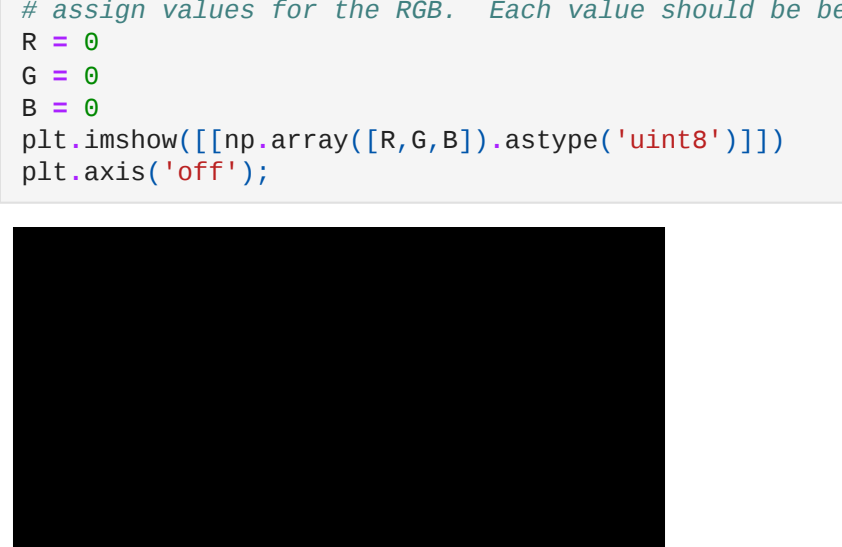 # assign values for the RGB.  Each value should be be
R = 0
G = 0
B = 0
plt.imshow([[np.array([R,G,B]).astype('uint8')]])
plt.axis('off');